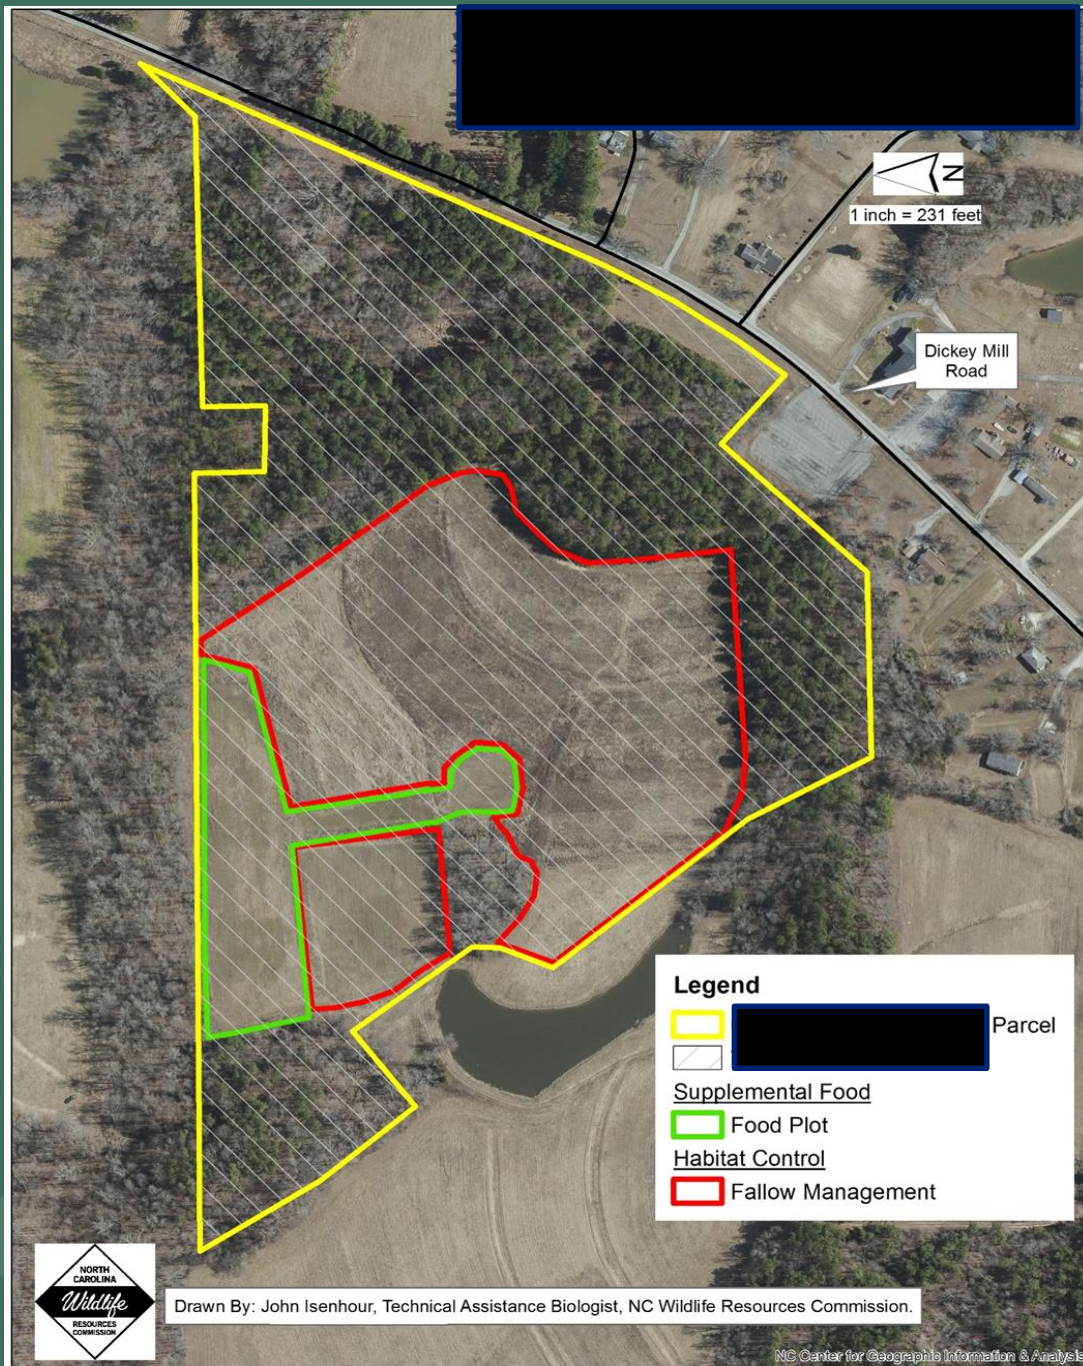 N
1 inch = 231 feet
Dickey Mill
Road
Legend
Parcel
Supplemental Food
Food Plot
Habitat Control
Fallow Management
NORTH
CAROLINA
Wildlife
RESOURCES
COMMISSION
Drawn By: John Isenhour, Technical Assistance Biologist, NC Wildlife Resources Commission.
NC Center for Geographic Information & Analysis